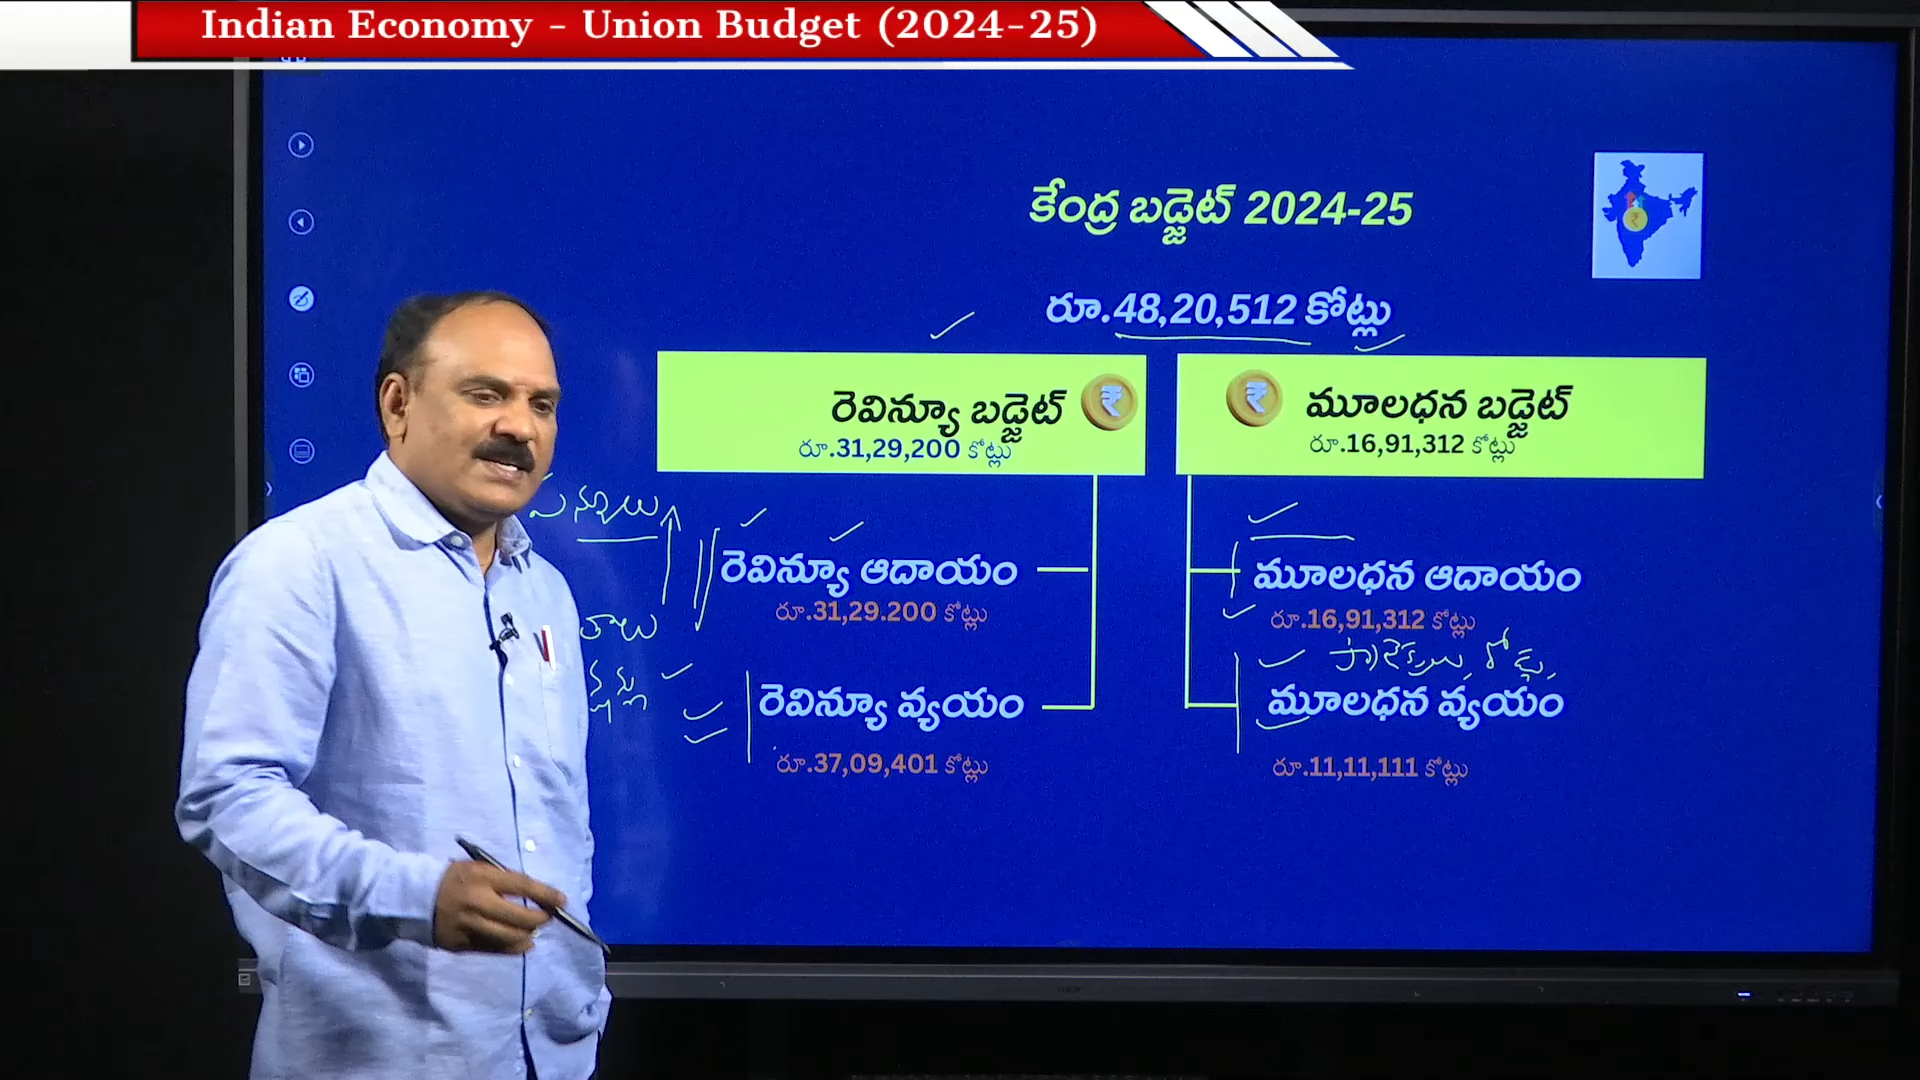 Indian Economy - Union Budget (2024-25)
కేంద్ర బడ్జెట్ 2024-25
రూ.48,20,512 కోట్లు
రెవిన్యూ బడ్జెట్
రూ.31,29,200 కోట్లు
మూలధన బడ్జెట్
రూ.16,91,312 కోట్లు
పన్నులు
రెవిన్యూ ఆదాయం
రూ.31,29.200 కోట్లు
మూలధన ఆదాయం
రూ.16,91,312 కోట్లు
తాలు
రెవిన్యూ వ్యయం
రూ.37,09,401 కోట్లు
మూలధన వ్యయం
రూ.11,11,111 కోట్లు